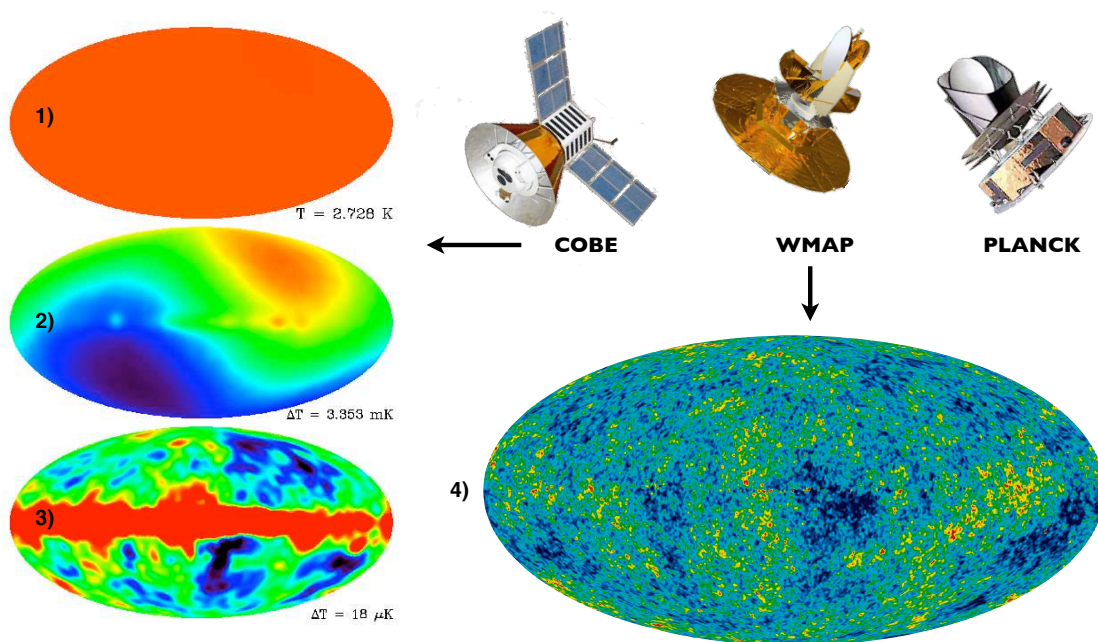 1)
T = 2.728 K
COBE
WMAP
PLANCK
2)
ΔT = 3.353 mK
3)
ΔT = 18 μK
4)